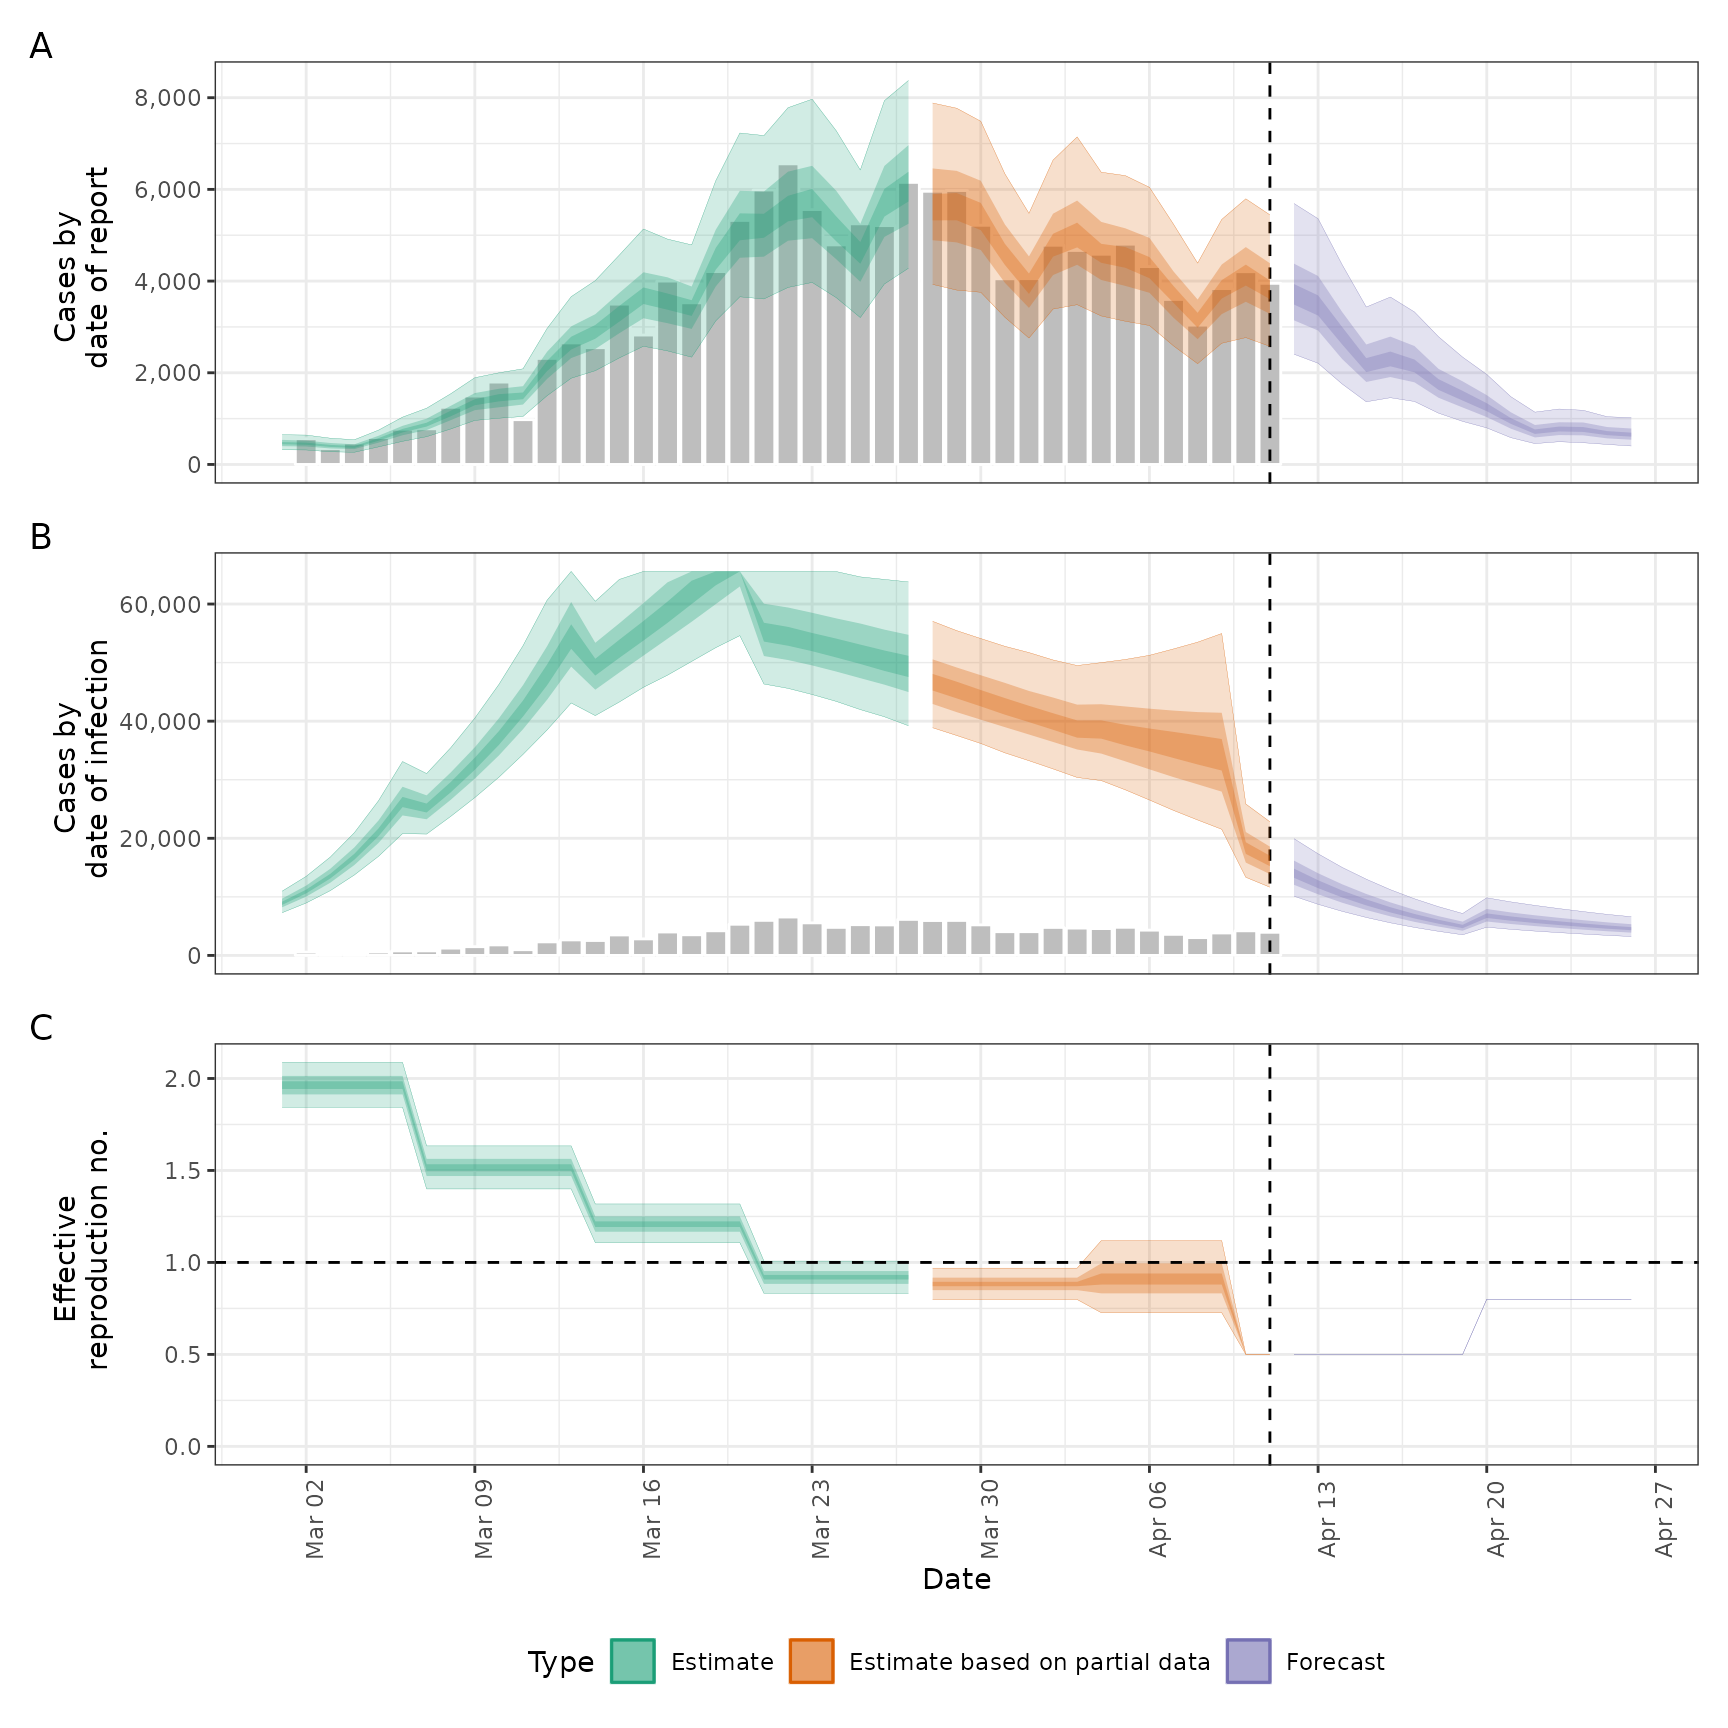 A
Cases by
date of report
8,000
6,000
4,000
2,000
0
B
Cases by
date of infection
60,000
40,000
20,000
0
C
Effective
reproduction no.
2.0
1.5
1.0
0.5
0.0
Mar 02
Mar 09
Mar 16
Mar 23
Mar 30
Apr 06
Apr 13
Apr 20
Apr 27
Date
Type Estimate Estimate based on partial data Forecast